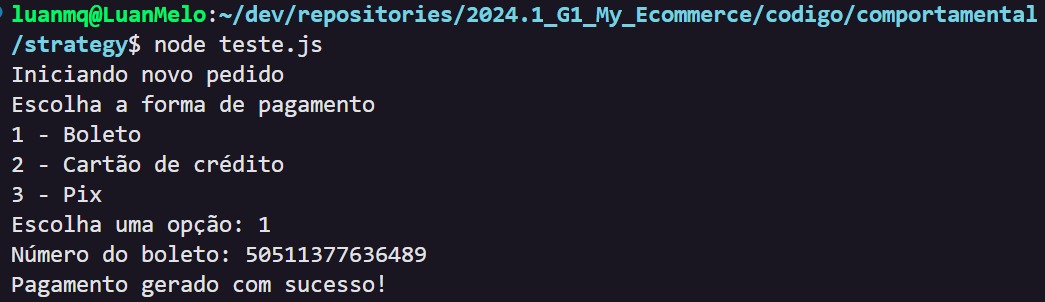 luanmq@LuanMelo:~/dev/repositories/2024.1_G1_My_Ecommerce/codigo/comportamental
/strategy$ node teste.js
Iniciando novo pedido
Escolha a forma de pagamento
1 - Boleto
2 - Cartão de crédito
3 - Pix
Escolha uma opção: 1
Número do boleto: 50511377636489
Pagamento gerado com sucesso!